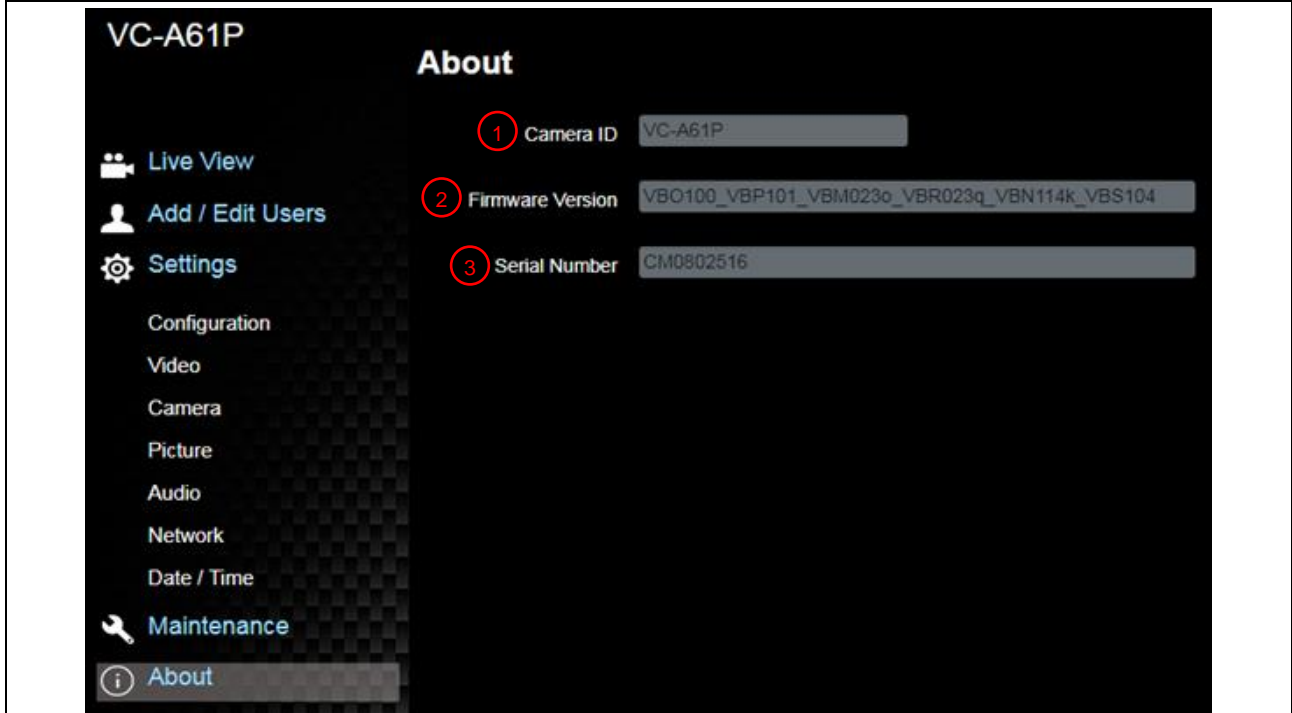 VC-A61P
Live View
Add / Edit Users
Settings
Configuration
Video
Camera
Picture
Audio
Network
Date / Time
Maintenance
About
About
1 Camera ID VC-A61P
2 Firmware Version VBO100_VBP101_VBM023o_VBR023q_VBN114k_VBS104
3 Serial Number CM0802516